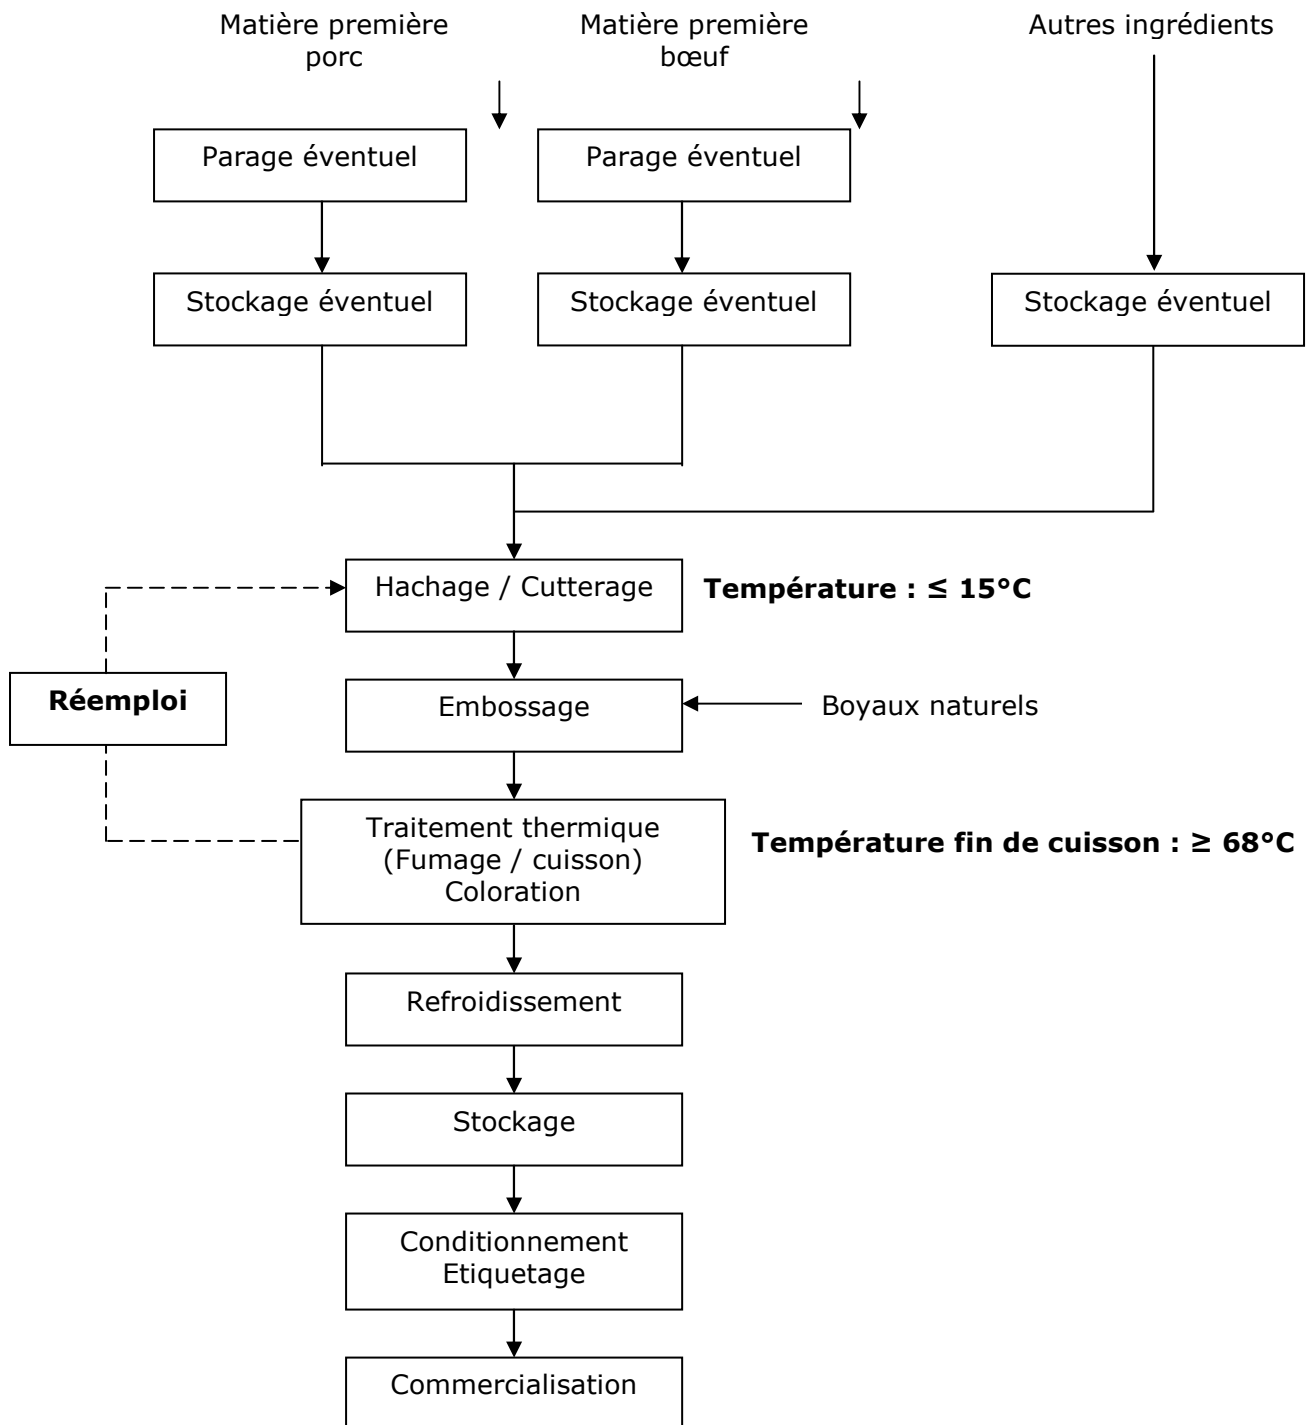 Matière première
porc
Matière première
bœuf
Autres ingrédients
Parage éventuel
Parage éventuel
Stockage éventuel
Stockage éventuel
Stockage éventuel
Hachage / Cutterage
Température : ≤ 15°C
Réemploi
Embossage
Boyaux naturels
Traitement thermique
(Fumage / cuisson)
Coloration
Température fin de cuisson : ≥ 68°C
Refroidissement
Stockage
Conditionnement
Etiquetage
Commercialisation